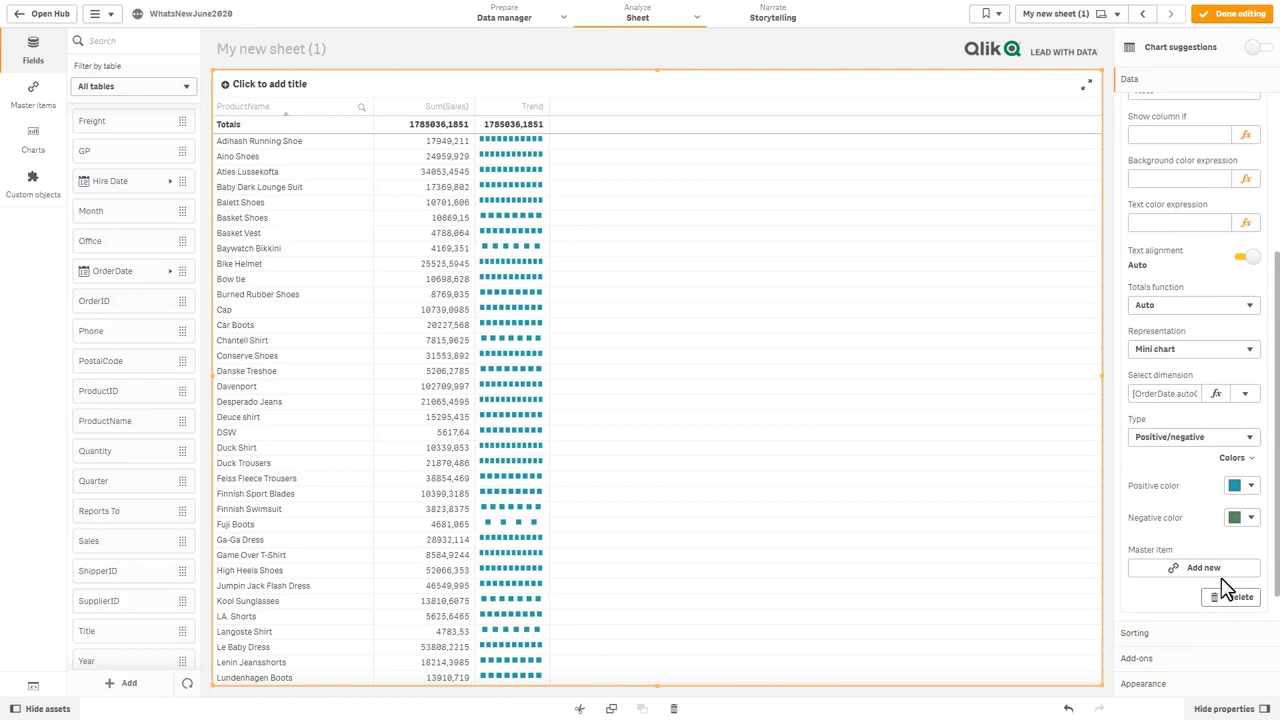 Open Hub
WhatsNewJune2020
Prepare
Data manager
Analyze
Sheet
Narrate
Storytelling
My new sheet (1)
Done editing
Fields
Master items
Charts
Custom objects
Search
Filter by table
All tables
Freight
GP
Hire Date
Month
Office
OrderDate
OrderID
Phone
PostalCode
ProductID
ProductName
Quantity
Quarter
Reports To
Sales
ShipperID
SupplierID
Title
Year
Add
Hide assets
My new sheet (1)
Qlik LEAD WITH DATA
Click to add title
ProductName Sum(Sales) Trend
Totals 1785036,1851 1785036,1851
Adihash Running Shoe 17949,211
Aino Shoes 24959,929
Atles Lussekofta 34053,4545
Baby Dark Lounge Suit 17369,802
Balett Shoes 10701,606
Basket Shoes 10869,15
Basket Vest 4788,064
Baywatch Bikkini 4169,351
Bike Helmet 25525,5945
Bow tie 10698,628
Burned Rubber Shoes 8769,035
Cap 10739,0985
Car Boots 20227,568
Chantell Shirt 7815,9625
Conserve Shoes 31553,892
Danske Treshoe 5206,2785
Davenport 102709,997
Desperado Jeans 21065,4595
Deuce shirt 15295,435
DSW 5617,64
Duck Shirt 10339,053
Duck Trousers 21870,486
Feiss Fleece Trousers 38854,469
Finnish Sport Blades 10399,3185
Finnish Swimsuit 3823,8375
Fuji Boots 4681,065
Ga-Ga Dress 28932,114
Game Over T-Shirt 8584,9244
High Heels Shoes 52066,353
Jumpin Jack Flash Dress 46549,995
Kool Sunglasses 13810,6075
LA. Shorts 5625,6465
Langoste Shirt 4783,53
Le Baby Dress 53808,2215
Lenin Jeansshorts 18214,3985
Lundenhagen Boots 13910,719
Chart suggestions
Data
Show column if
Background color expression
Text color expression
Text alignment
Auto
Totals function
Auto
Representation
Mini chart
Select dimension
[OrderDate.autoC
Type
Positive/negative
Colors
Positive color
Negative color
Master item
Add new
Sorting
Add-ons
Appearance
Hide properties